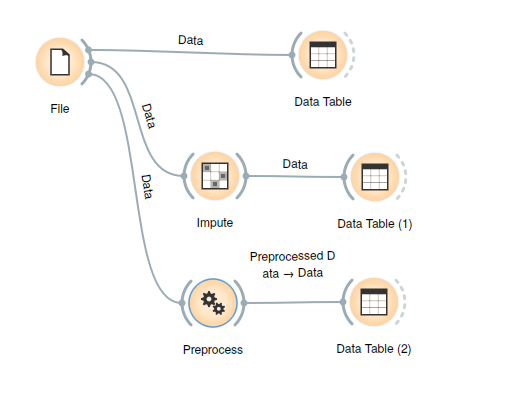 Data
File
Data Table
Data
Data
Impute
Data
Data Table (1)
Preprocessed D
ata → Data
Preprocess
Data Table (2)